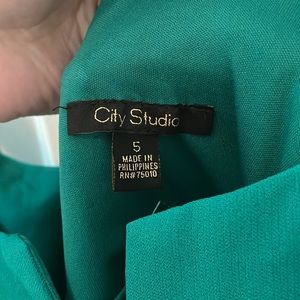 City Studio
5
MADE IN
PHILIPPINES
RN# 75010